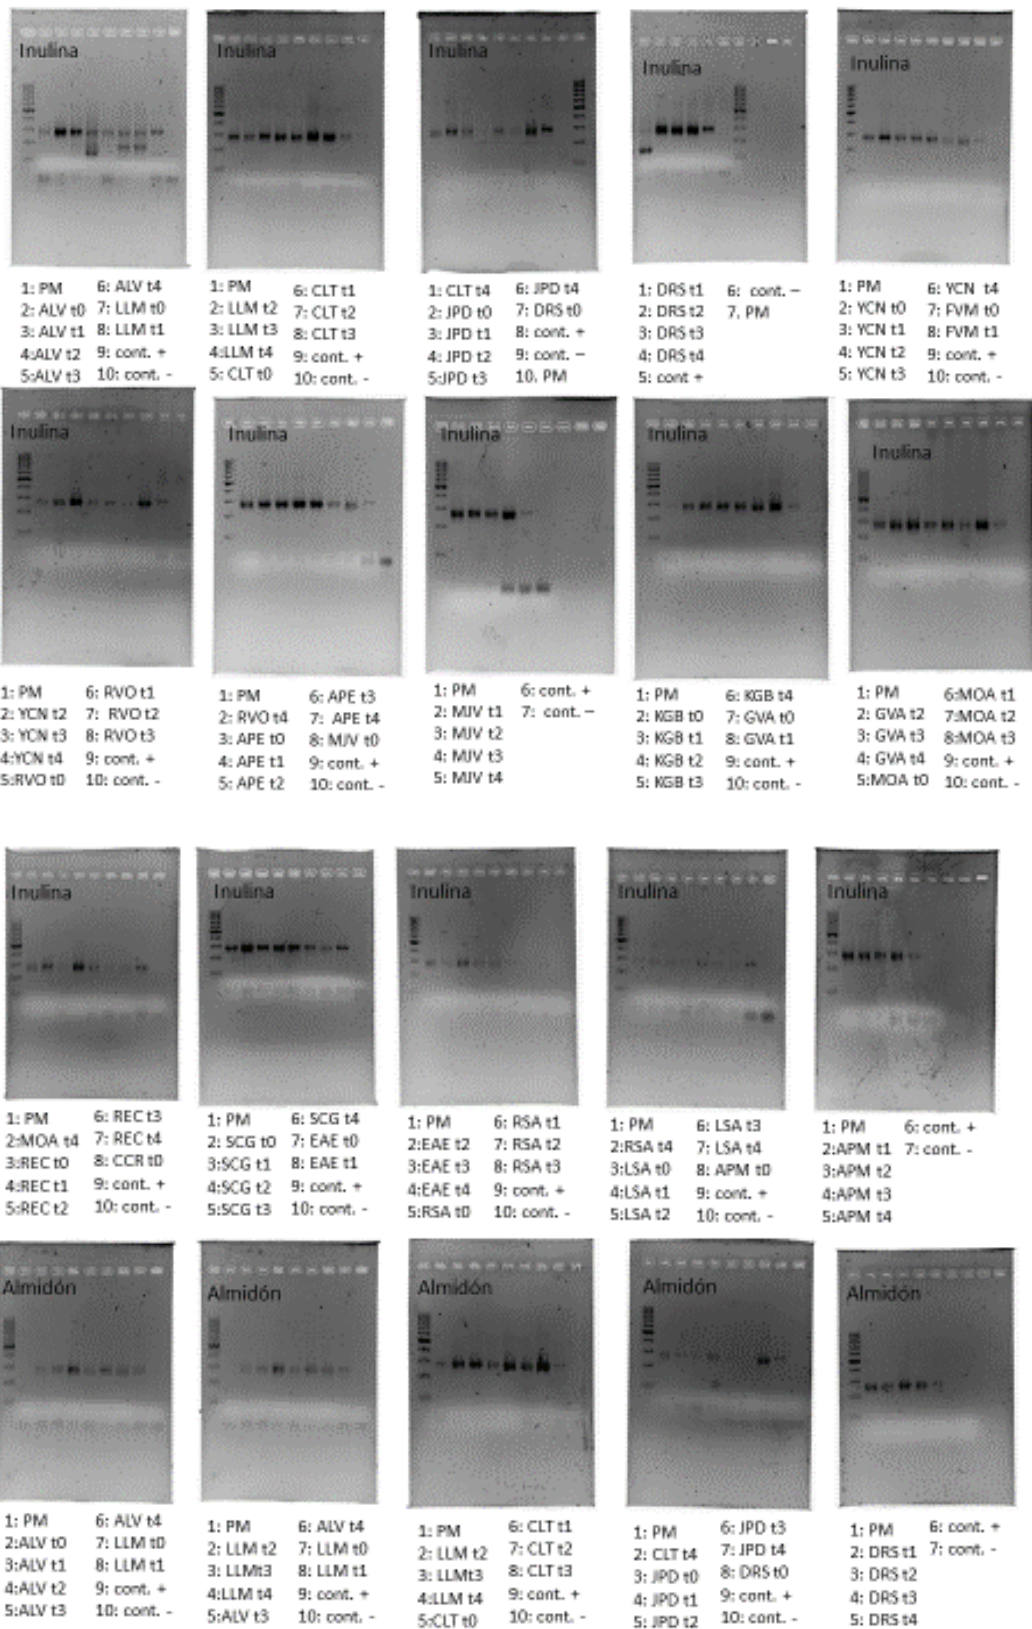 Inulina
1: PM 6: ALV t4
2: ALV t0 7: LLM t0
3: ALV t1 8: LLM t1
4:ALV t2 9: cont. +
5:ALV t3 10: cont. -
Inulina
1: PM 6: CLT t1
2: LLM t2 7: CLT t2
3: LLM t3 8: CLT t3
4:LLM t4 9: cont. +
5: CLT t0 10: cont. -
Inulina
1: CLT t4 6: JPD t4
2: JPD t0 7: DRS t0
3: JPD t1 8: cont. +
4: JPD t2 9: cont. –
5:JPD t3 10. PM
Inulina
1: DRS t1 6: cont. –
2: DRS t2 7. PM
3: DRS t3
4: DRS t4
5: cont +
Inulina
1: PM 6: YCN t4
2: YCN t0 7: FVM t0
3: YCN t1 8: FVM t1
4: YCN t2 9: cont. +
5: YCN t3 10: cont. -
Inulina
1: PM 6: RVO t1
2: YCN t2 7: RVO t2
3: YCN t3 8: RVO t3
4:YCN t4 9: cont. +
5:RVO t0 10: cont. -
Inulina
1: PM 6: APE t3
2: RVO t4 7: APE t4
3: APE t0 8: MJV t0
4: APE t1 9: cont. +
5: APE t2 10: cont. -
Inulina
1: PM 6: cont. +
2: MJV t1 7: cont. –
3: MJV t2
4: MJV t3
5: MJV t4
Inulina
1: PM 6: KGB t4
2: KGB t0 7: GVA t0
3: KGB t1 8: GVA t1
4: KGB t2 9: cont. +
5: KGB t3 10: cont. -
Inulina
1: PM 6:MOA t1
2: GVA t2 7:MOA t2
3: GVA t3 8:MOA t3
4: GVA t4 9: cont. +
5:MOA t0 10: cont. -
Inulina
1: PM 6: REC t3
2:MOA t4 7: REC t4
3:REC t0 8: CCR t0
4:REC t1 9: cont. +
5:REC t2 10: cont. -
Inulina
1: PM 6: SCG t4
2: SCG t0 7: EAE t0
3:SCG t1 8: EAE t1
4:SCG t2 9: cont. +
5:SCG t3 10: cont. -
Inulina
1: PM 6: RSA t1
2:EAE t2 7: RSA t2
3:EAE t3 8: RSA t3
4:EAE t4 9: cont. +
5:RSA t0 10: cont. -
Inulina
1: PM 6: LSA t3
2:RSA t4 7: LSA t4
3:LSA t0 8: APM t0
4:LSA t1 9: cont. +
5:LSA t2 10: cont. -
Inulina
1: PM 6: cont. +
2:APM t1 7: cont. -
3:APM t2
4:APM t3
5:APM t4
Almidón
1: PM 6: ALV t4
2:ALV t0 7: LLM t0
3:ALV t1 8: LLM t1
4:ALV t2 9: cont. +
5:ALV t3 10: cont. -
Almidón
1: PM 6: ALV t4
2: LLM t2 7: LLM t0
3: LLMt3 8: LLM t1
4:LLM t4 9: cont. +
5:ALV t3 10: cont. -
Almidón
1: PM 6: CLT t1
2: LLM t2 7: CLT t2
3: LLMt3 8: CLT t3
4:LLM t4 9: cont. +
5:CLT t0 10: cont. -
Almidón
1: PM 6: JPD t3
2: CLT t4 7: JPD t4
3: JPD t0 8: DRS t0
4: JPD t1 9: cont. +
5: JPD t2 10: cont. -
Almidón
1: PM 6: cont. +
2: DRS t1 7: cont. -
3: DRS t2
4: DRS t3
5: DRS t4